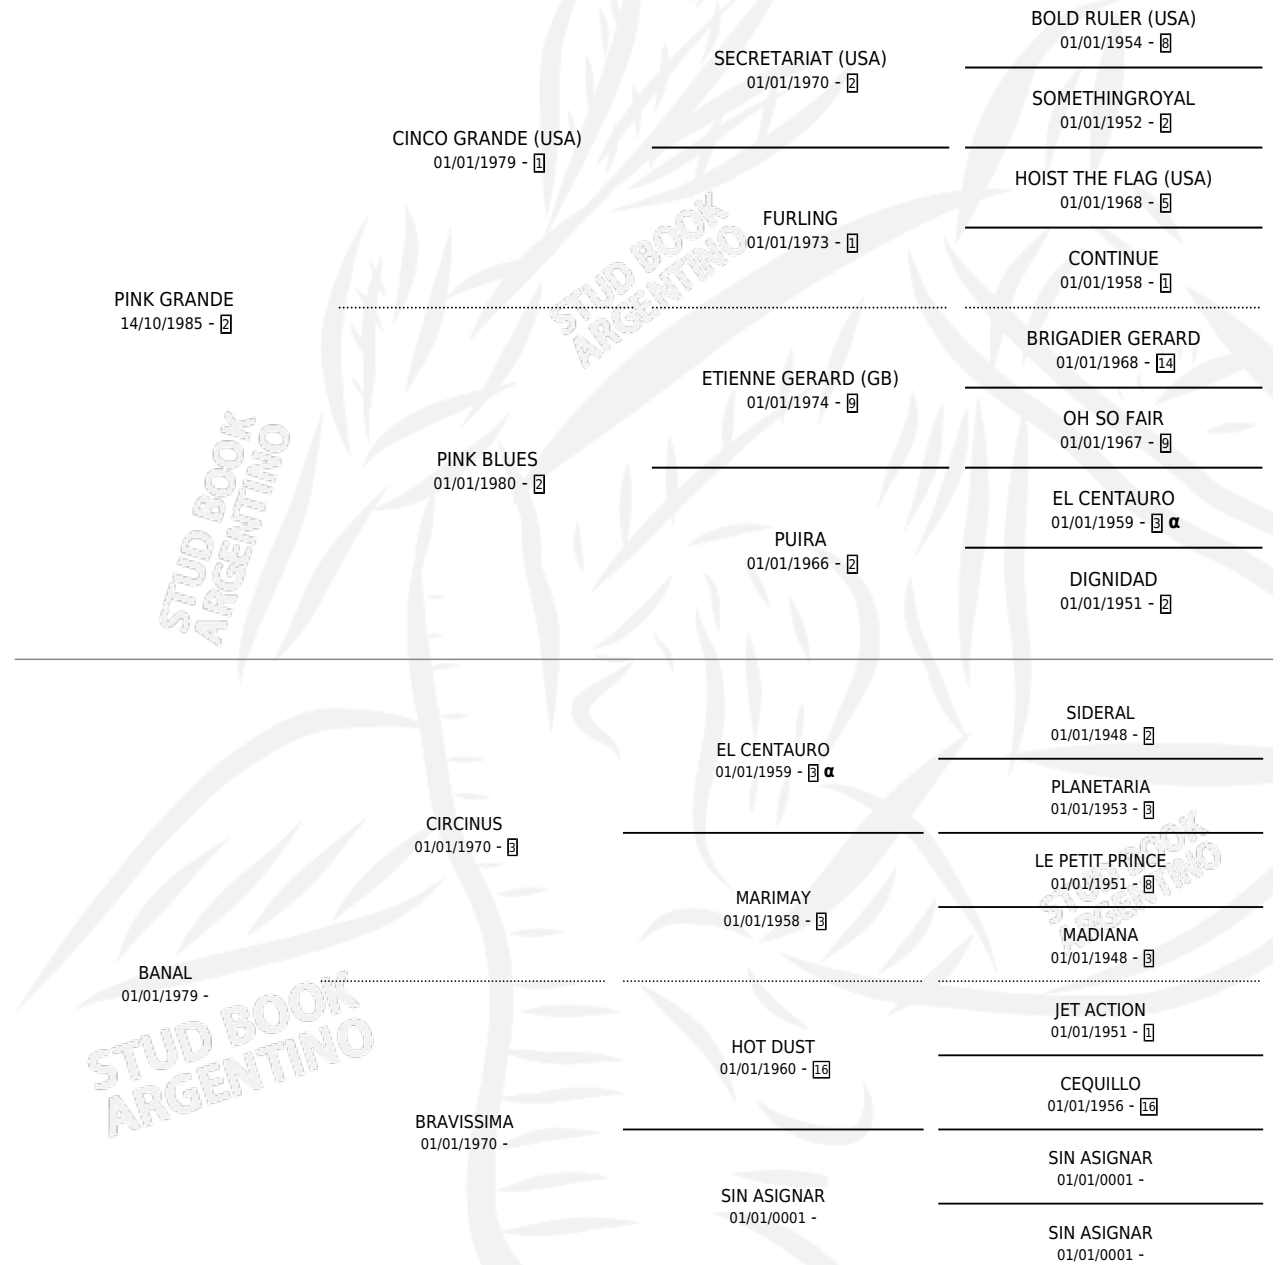 BOLD RULER (USA)
01/01/1954 - 8
SECRETARIAT (USA)
01/01/1970 - 2
SOMETHINGROYAL
01/01/1952 - 2
CINCO GRANDE (USA)
01/01/1979 - 1
HOIST THE FLAG (USA)
01/01/1968 - 5
FURLING
01/01/1973 - 1
CONTINUE
01/01/1958 - 1
PINK GRANDE
14/10/1985 - 2
BRIGADIER GERARD
01/01/1968 - 14
ETIENNE GERARD (GB)
01/01/1974 - 9
OH SO FAIR
01/01/1967 - 9
PINK BLUES
01/01/1980 - 2
EL CENTAURO
01/01/1959 - 3 α
PUIRA
01/01/1966 - 2
DIGNIDAD
01/01/1951 - 2
SIDERAL
01/01/1948 - 2
EL CENTAURO
01/01/1959 - 3 α
PLANETARIA
01/01/1953 - 3
CIRCINUS
01/01/1970 - 3
LE PETIT PRINCE
01/01/1951 - 8
MARIMAY
01/01/1958 - 3
MADIANA
01/01/1948 - 3
BANAL
01/01/1979 -
JET ACTION
01/01/1951 - 1
HOT DUST
01/01/1960 - 16
CEQUILLO
01/01/1956 - 16
BRAVISSIMA
01/01/1970 -
SIN ASIGNAR
01/01/0001 -
SIN ASIGNAR
01/01/0001 -
SIN ASIGNAR
01/01/0001 -
STUD BOOK
ARGENTINO
STUD BOOK
ARGENTINO
STUD BOOK
ARGENTINO
STUD BOOK
ARGENTINO